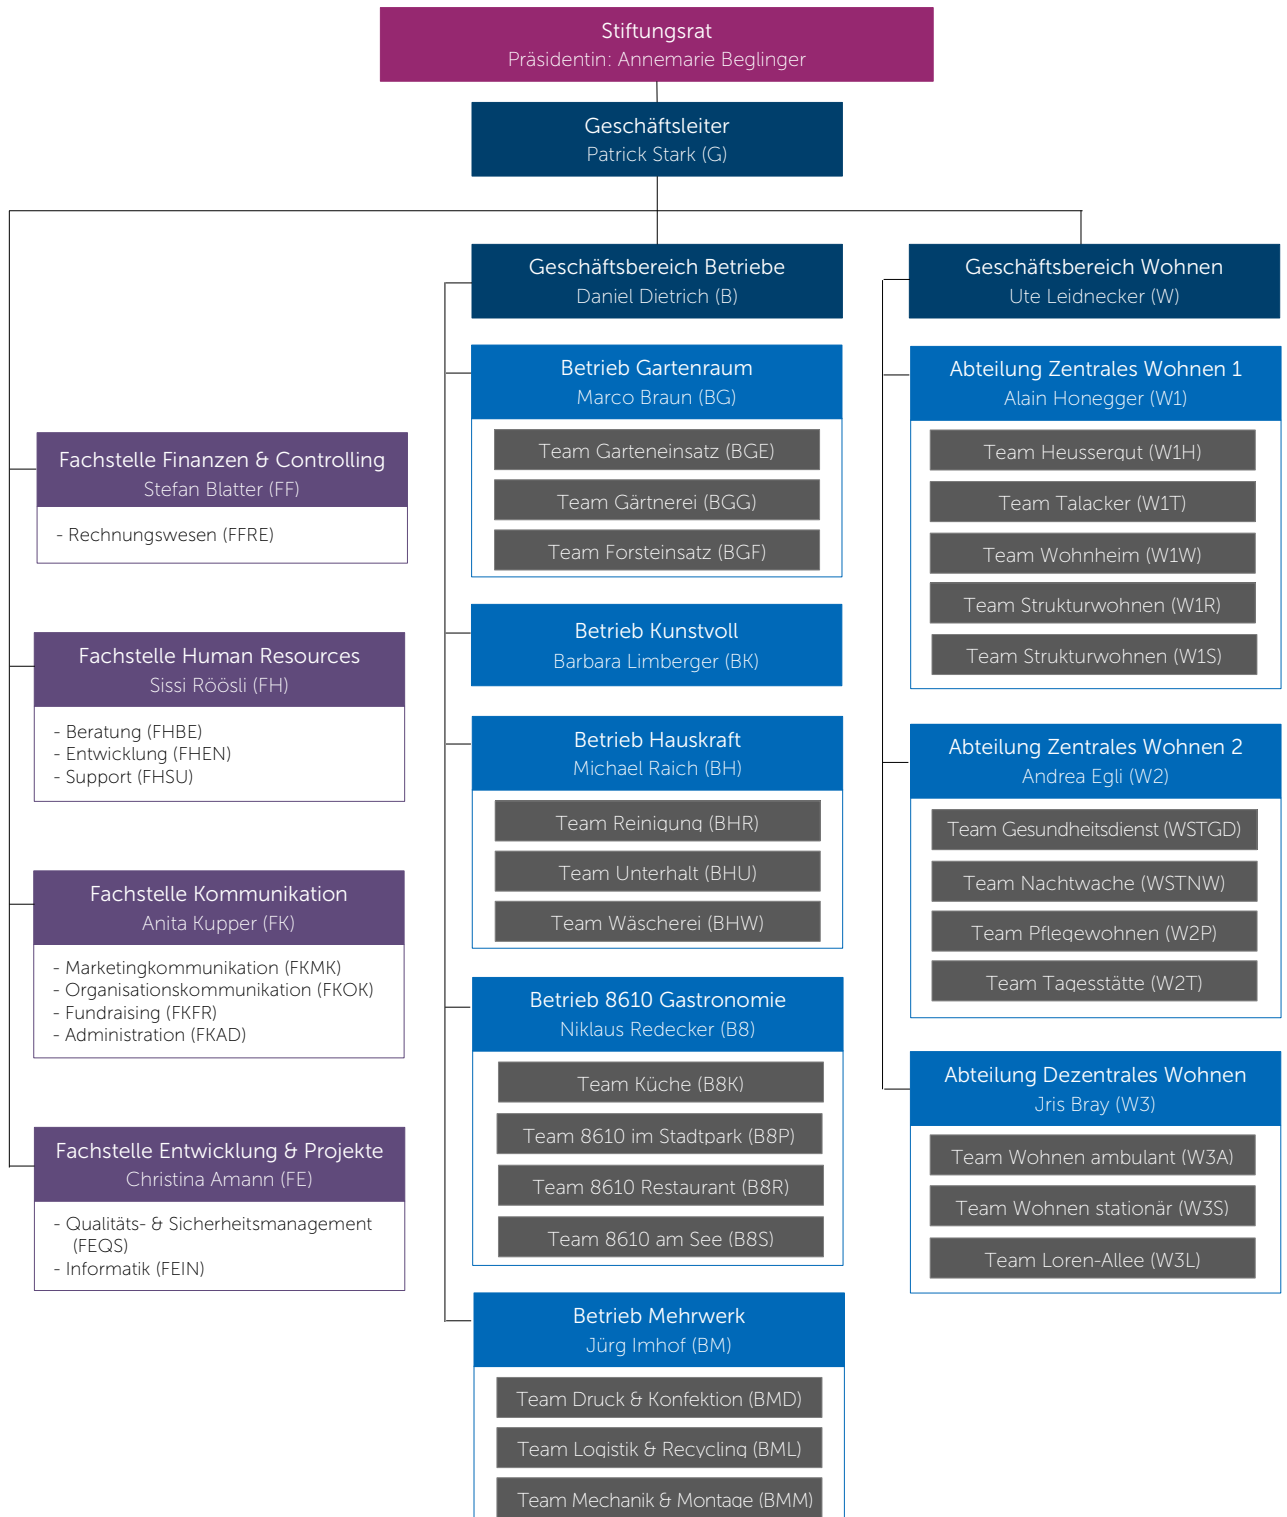 Stiftungsrat
Präsidentin: Annemarie Beglinger
Geschäftsleiter
Patrick Stark (G)
Fachstelle Finanzen & Controlling
Stefan Blatter (FF)
- Rechnungswesen (FFRE)
Fachstelle Human Resources
Sissi Röösli (FH)
- Beratung (FHBE)
- Entwicklung (FHEN)
- Support (FHSU)
Fachstelle Kommunikation
Anita Kupper (FK)
- Marketingkommunikation (FKMK)
- Organisationskommunikation (FKOK)
- Fundraising (FKFR)
- Administration (FKAD)
Fachstelle Entwicklung & Projekte
Christina Amann (FE)
- Qualitäts- & Sicherheitsmanagement
(FEQS)
- Informatik (FEIN)
Geschäftsbereich Betriebe
Daniel Dietrich (B)
Betrieb Gartenraum
Marco Braun (BG)
Team Garteneinsatz (BGE)
Team Gärtnerei (BGG)
Team Forsteinsatz (BGF)
Betrieb Kunstvoll
Barbara Limberger (BK)
Betrieb Hauskraft
Michael Raich (BH)
Team Reinigung (BHR)
Team Unterhalt (BHU)
Team Wäscherei (BHW)
Betrieb 8610 Gastronomie
Niklaus Redecker (B8)
Team Küche (B8K)
Team 8610 im Stadtpark (B8P)
Team 8610 Restaurant (B8R)
Team 8610 am See (B8S)
Betrieb Mehrwerk
Jürg Imhof (BM)
Team Druck & Konfektion (BMD)
Team Logistik & Recycling (BML)
Team Mechanik & Montage (BMM)
Geschäftsbereich Wohnen
Ute Leidnecker (W)
Abteilung Zentrales Wohnen 1
Alain Honegger (W1)
Team Heussergut (W1H)
Team Talacker (W1T)
Team Wohnheim (W1W)
Team Strukturwohnen (W1R)
Team Strukturwohnen (W1S)
Abteilung Zentrales Wohnen 2
Andrea Egli (W2)
Team Gesundheitsdienst (WSTGD)
Team Nachtwache (WSTNW)
Team Pflegewohnen (W2P)
Team Tagesstätte (W2T)
Abteilung Dezentrales Wohnen
Jris Bray (W3)
Team Wohnen ambulant (W3A)
Team Wohnen stationär (W3S)
Team Loren-Allee (W3L)